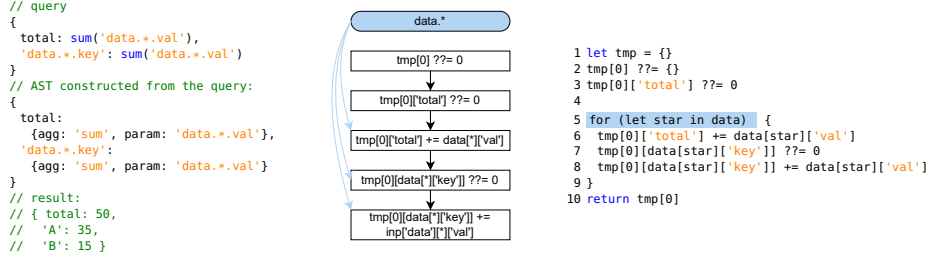 // query
{
total: sum('data.*.val'),
'data.*.key': sum('data.*.val')
}
// AST constructed from the query:
{
total:
{agg: 'sum', param: 'data.*.val'},
'data.*.key':
{agg: 'sum', param: 'data.*.val'}
}
// result:
// { total: 50,
// 'A': 35,
// 'B': 15 }
data.*
tmp[0] ??= 0
tmp[0]['total'] ??= 0
tmp[0]['total'] += data[*]['val']
tmp[0][data[*]['key']] ??= 0
tmp[0][data[*]['key']] +=
inp['data'][*]['val']
1 let tmp = {}
2 tmp[0] ??= {}
3 tmp[0]['total'] ??= 0
4
5 for (let star in data) {
6 tmp[0]['total'] += data[star]['val']
7 tmp[0][data[star]['key']] ??= 0
8 tmp[0][data[star]['key']] += data[star]['val']
9 }
10 return tmp[0]